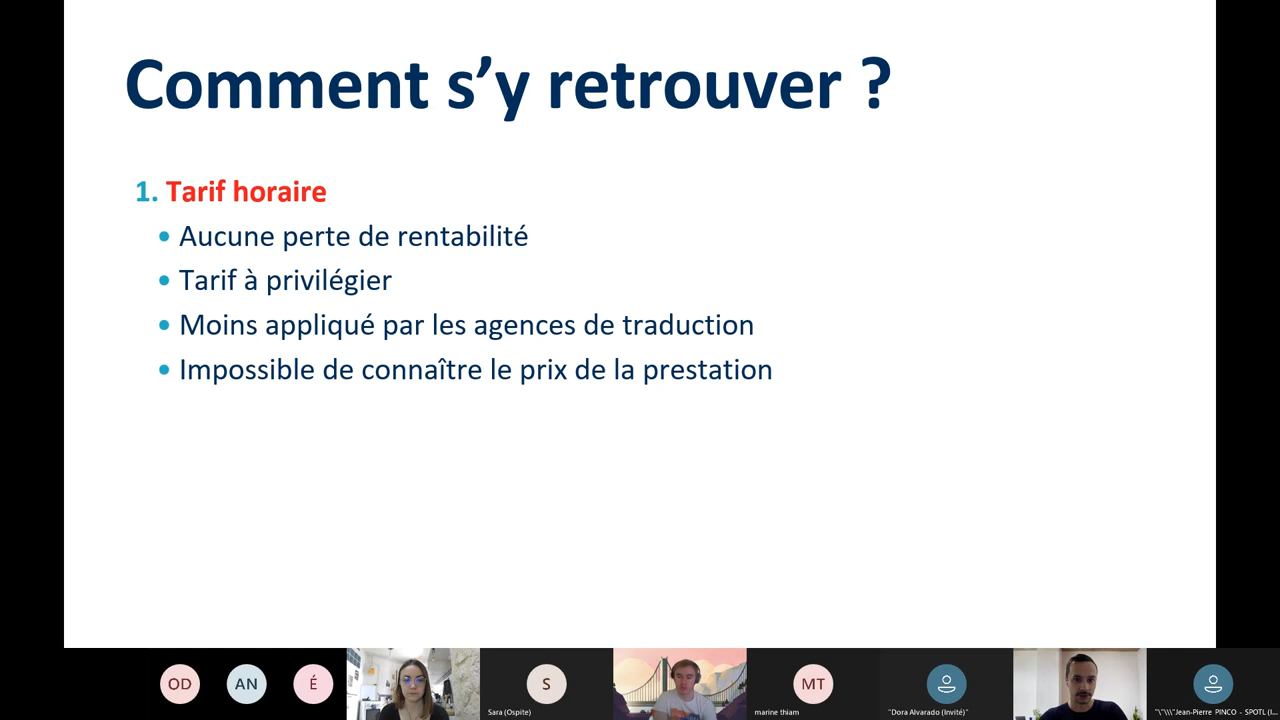 Comment s’y retrouver ?
1. Tarif horaire
• Aucune perte de rentabilité
• Tarif à privilégier
• Moins appliqué par les agences de traduction
• Impossible de connaître le prix de la prestation
OD
AN
É
S
Sara (Ospite)
MT
marine thiam
"Dora Alvarado (Invité)"
"\"\\\"Jean-Pierre PINCO - SPOTL (I...